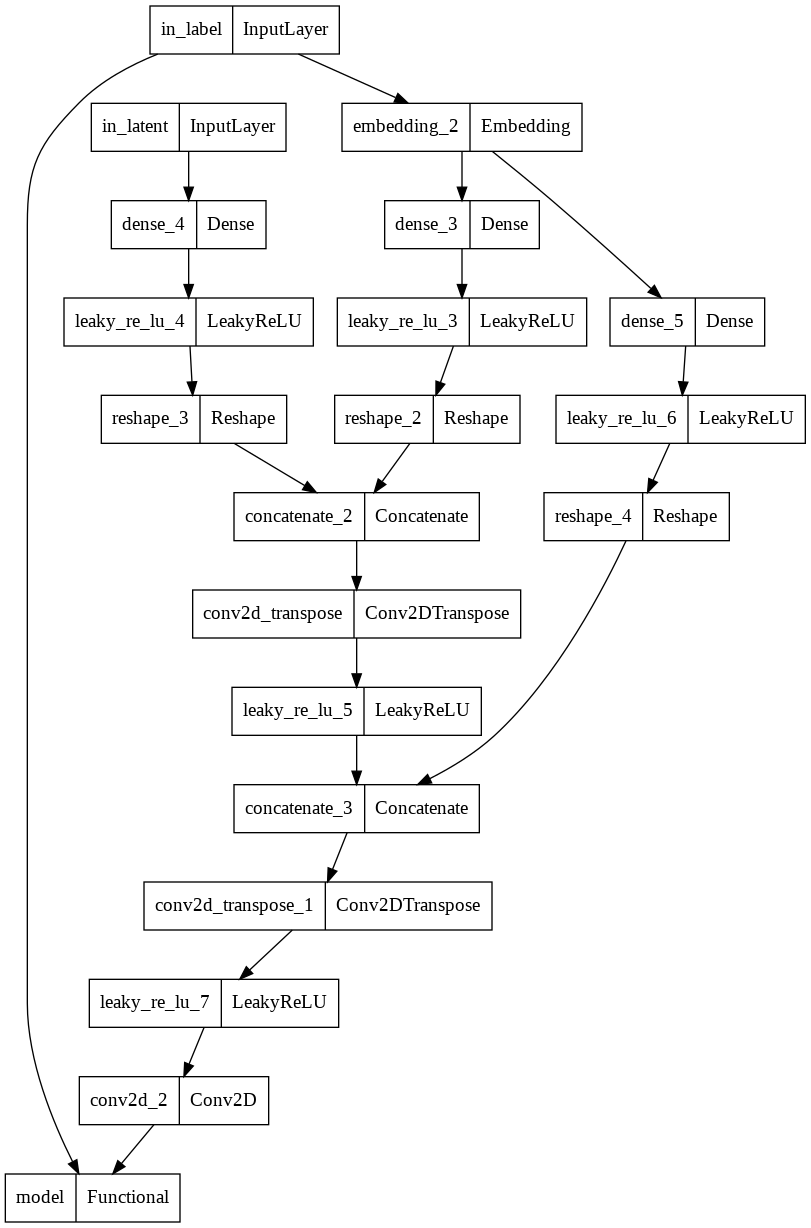 in_label InputLayer
in_latent InputLayer embedding_2 Embedding
dense_4 Dense dense_3 Dense
leaky_re_lu_4 LeakyReLU leaky_re_lu_3 LeakyReLU dense_5 Dense
reshape_3 Reshape reshape_2 Reshape leaky_re_lu_6 LeakyReLU
concatenate_2 Concatenate reshape_4 Reshape
conv2d_transpose Conv2DTranspose
leaky_re_lu_5 LeakyReLU
concatenate_3 Concatenate
conv2d_transpose_1 Conv2DTranspose
leaky_re_lu_7 LeakyReLU
conv2d_2 Conv2D
model Functional